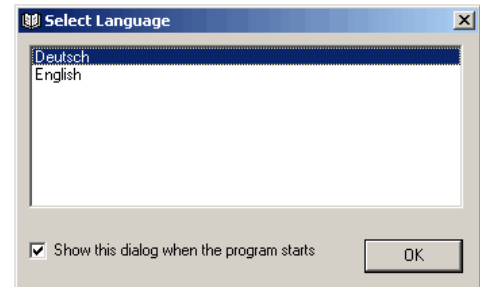 Select Language
Deutsch
English
Show this dialog when the program starts
OK